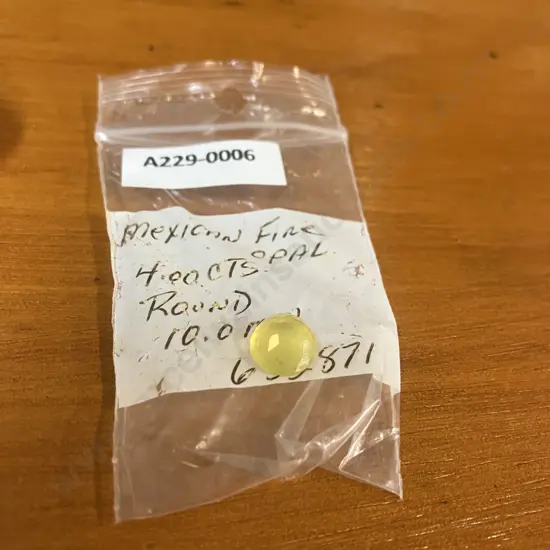 A229-0006
MEXICAN FIRE
OPAL
4.00 CTS
ROUND
10.0
871